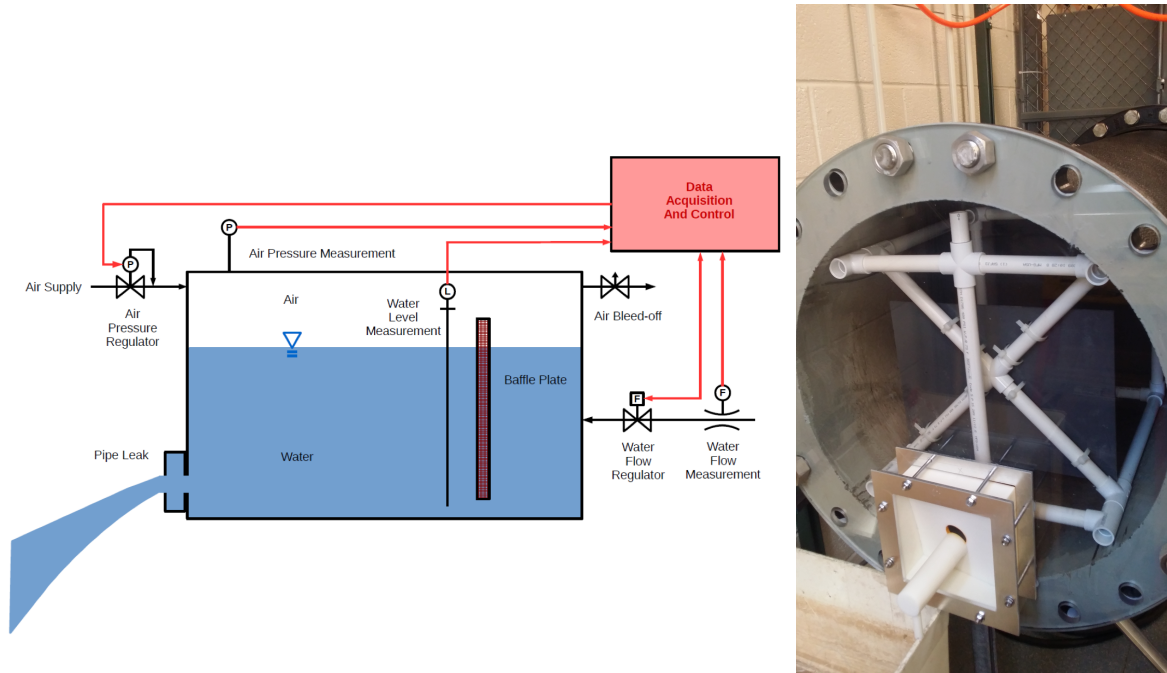 Data
Acquisition
And Control
P
P
Air Pressure Measurement
Air Supply
Air
Pressure
Regulator
Air
L
Water
Level
Measurement
Air Bleed-off
Baffle Plate
F
F
Pipe Leak
Water
Water
Flow
Regulator
Water
Flow
Measurement